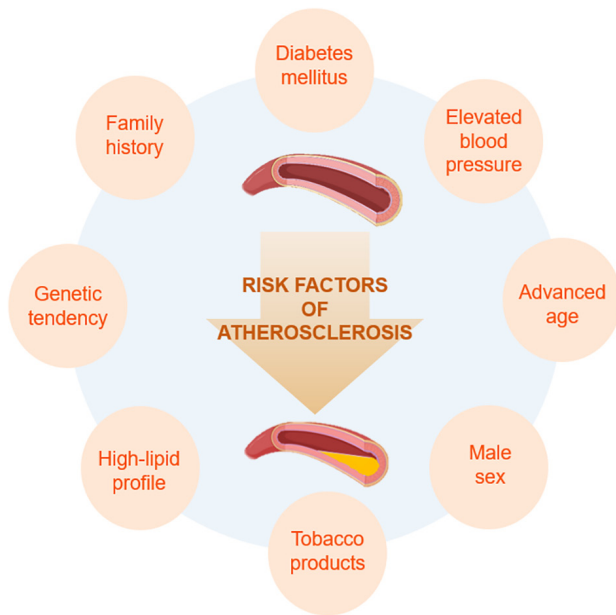 Diabetes
mellitus
Elevated
blood
pressure
Advanced
age
Male
sex
Tobacco
products
High-lipid
profile
Genetic
tendency
Family
history
RISK FACTORS
OF
ATHEROSCLEROSIS